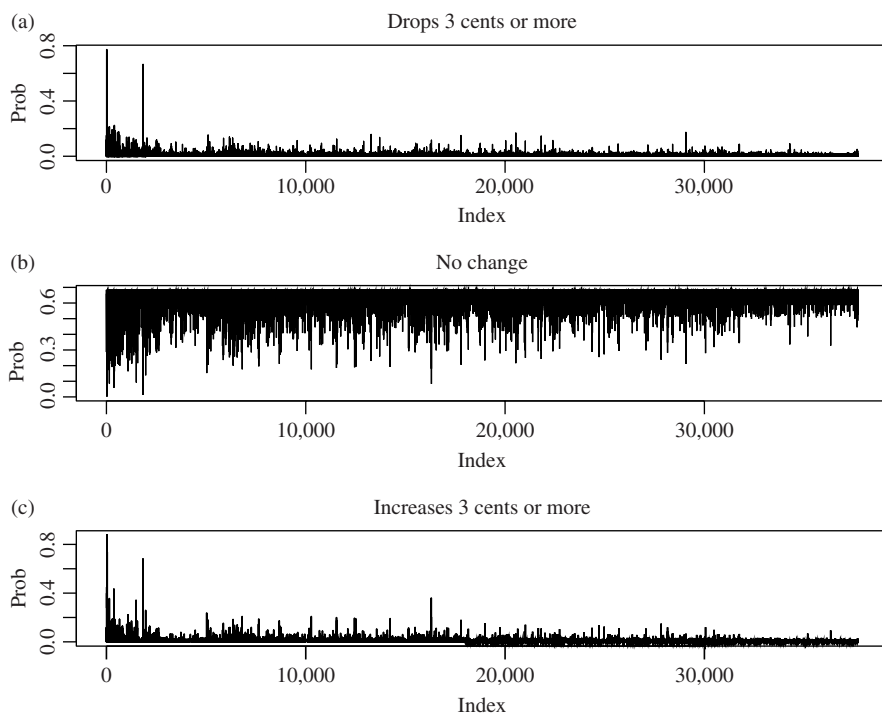 (a)
Drops 3 cents or more
Prob
0.0 0.4 0.8
0 10,000 20,000 30,000
Index
(b)
No change
Prob
0.0 0.3 0.6
0 10,000 20,000 30,000
Index
(c)
Increases 3 cents or more
Prob
0.0 0.4 0.8
0 10,000 20,000 30,000
Index